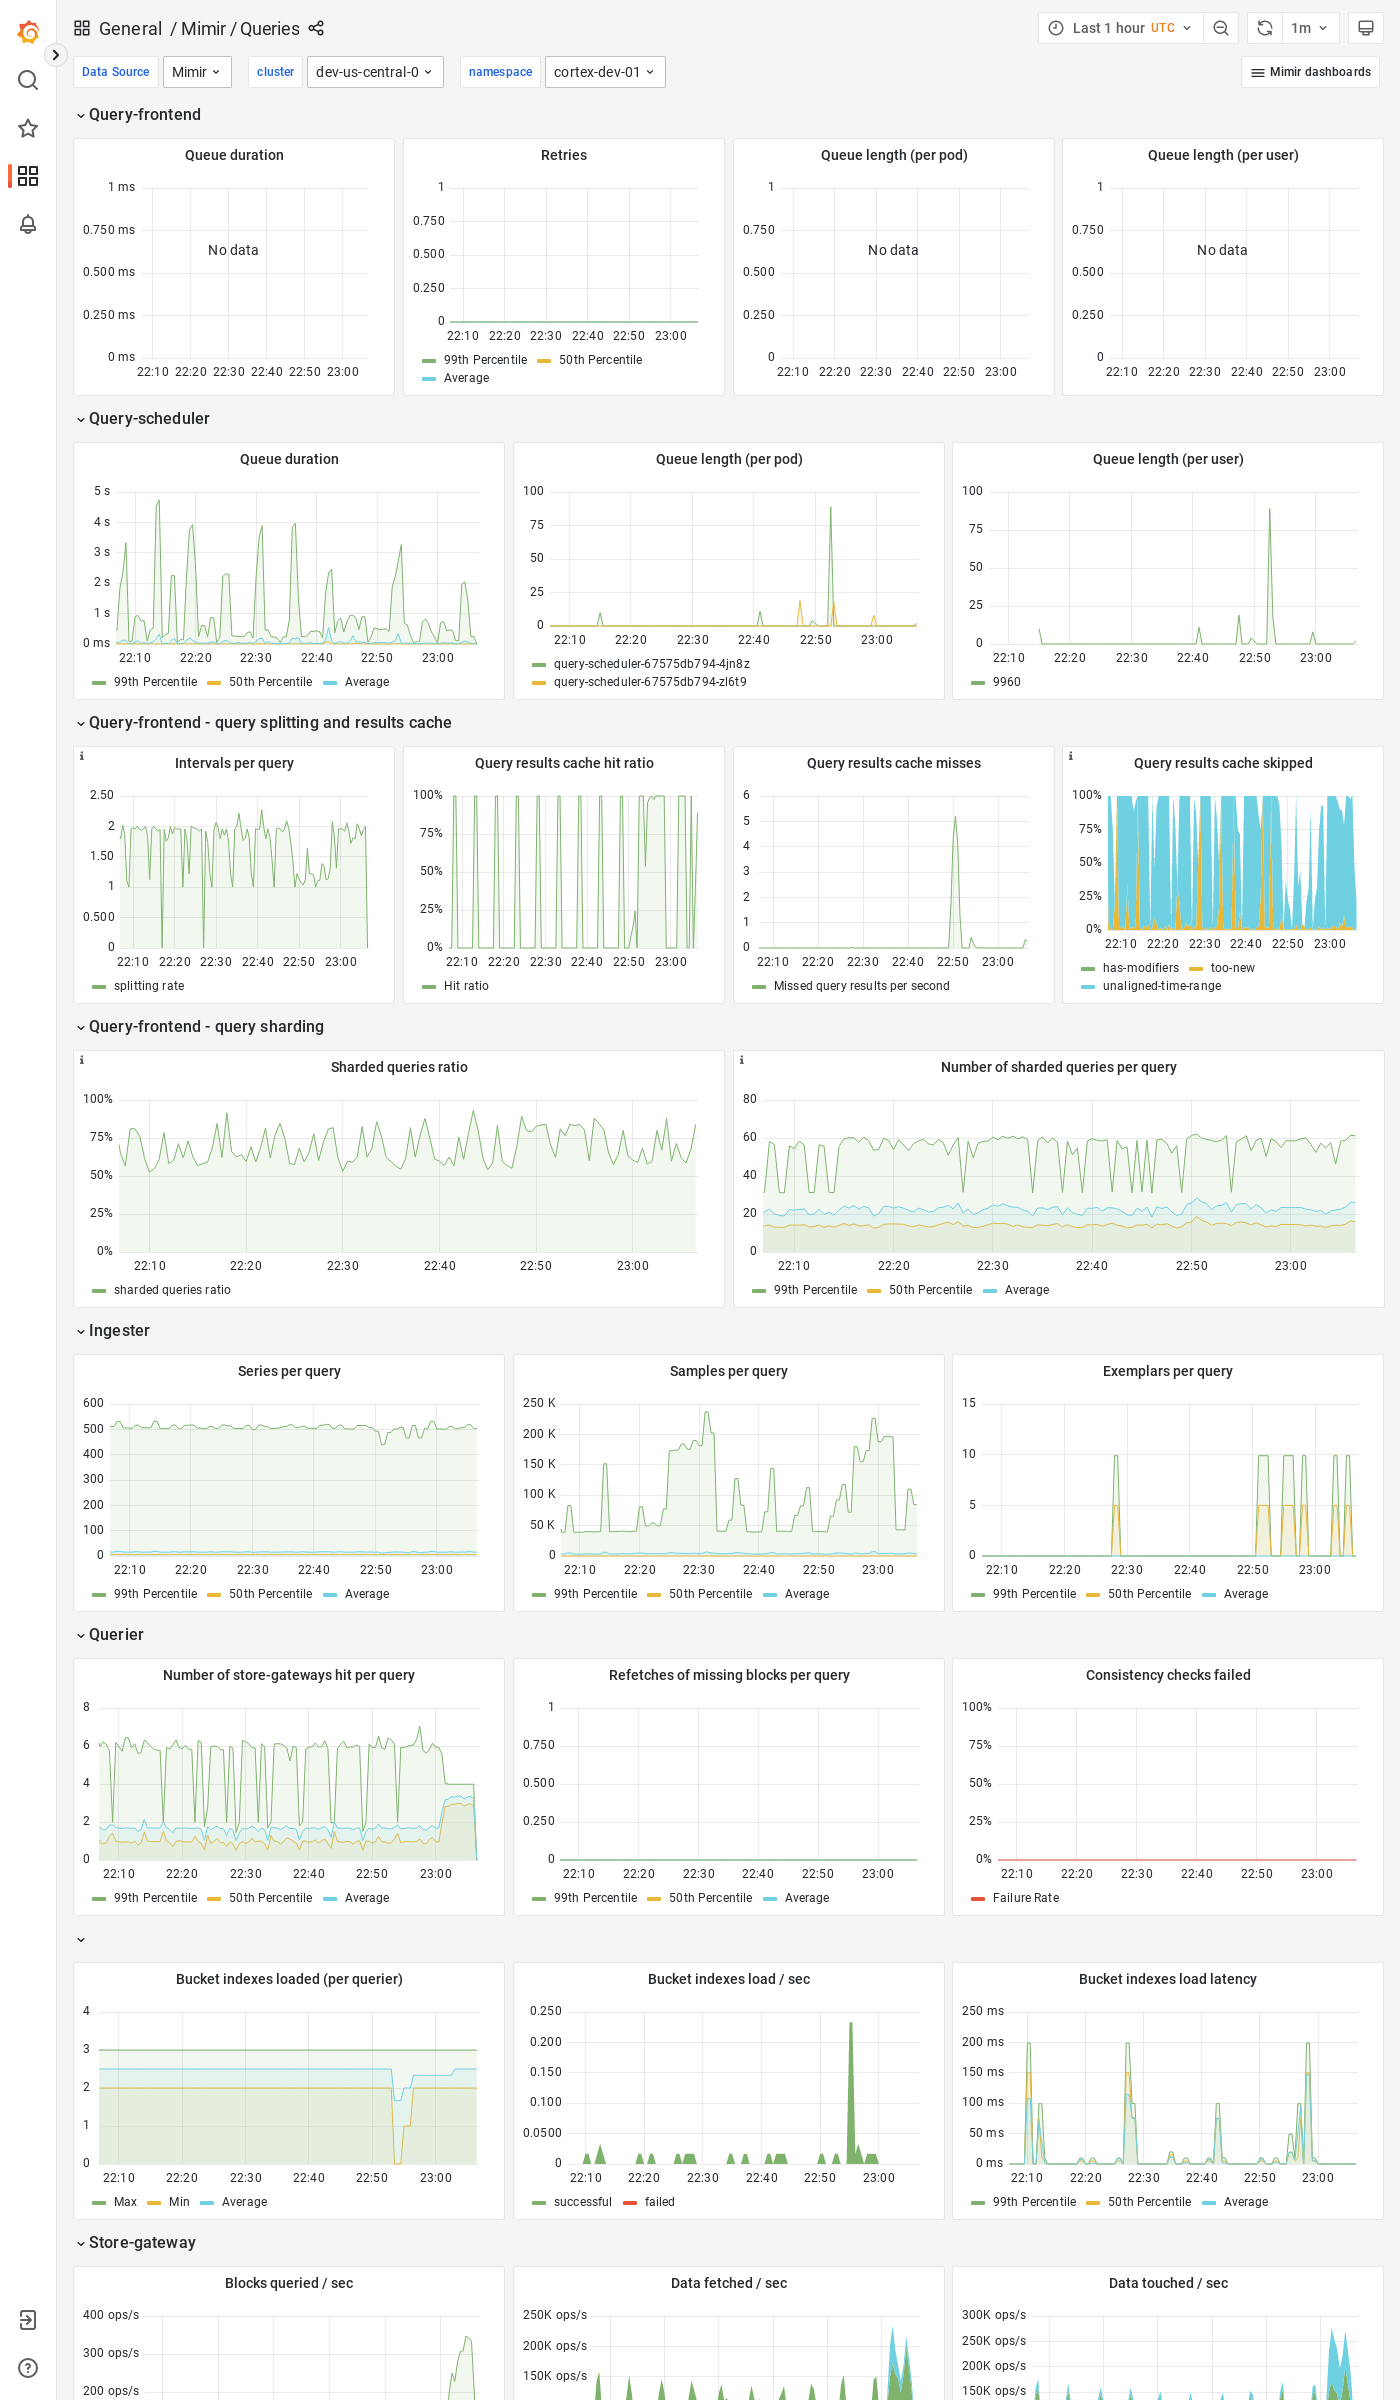 General / Mimir / Queries
Last 1 hour UTC
1m
Data Source Mimir cluster dev-us-central-0 namespace cortex-dev-01
Mimir dashboards
Query-frontend
Queue duration
1 ms
0.750 ms
0.500 ms
0.250 ms
0 ms
No data
22:10 22:20 22:30 22:40 22:50 23:00
Retries
1
0.750
0.500
0.250
0
22:10 22:20 22:30 22:40 22:50 23:00
99th Percentile 50th Percentile
Average
Queue length (per pod)
1
0.750
0.500
0.250
0
No data
22:10 22:20 22:30 22:40 22:50 23:00
Queue length (per user)
1
0.750
0.500
0.250
0
No data
22:10 22:20 22:30 22:40 22:50 23:00
Query-scheduler
Queue duration
5 s
4 s
3 s
2 s
1 s
0 ms
22:10 22:20 22:30 22:40 22:50 23:00
99th Percentile 50th Percentile Average
Queue length (per pod)
100
75
50
25
0
22:10 22:20 22:30 22:40 22:50 23:00
query-scheduler-67575db794-4jn8z
query-scheduler-67575db794-zl6t9
Queue length (per user)
100
75
50
25
0
22:10 22:20 22:30 22:40 22:50 23:00
9960
Query-frontend - query splitting and results cache
Intervals per query
2.50
2
1.50
1
0.500
0
22:10 22:20 22:30 22:40 22:50 23:00
splitting rate
Query results cache hit ratio
100%
75%
50%
25%
0%
22:10 22:20 22:30 22:40 22:50 23:00
Hit ratio
Query results cache misses
6
5
4
3
2
1
0
22:10 22:20 22:30 22:40 22:50 23:00
Missed query results per second
Query results cache skipped
100%
75%
50%
25%
0%
22:10 22:20 22:30 22:40 22:50 23:00
has-modifiers too-new
unaligned-time-range
Query-frontend - query sharding
Sharded queries ratio
100%
75%
50%
25%
0%
22:10 22:20 22:30 22:40 22:50 23:00
sharded queries ratio
Number of sharded queries per query
80
60
40
20
0
22:10 22:20 22:30 22:40 22:50 23:00
99th Percentile 50th Percentile Average
Ingester
Series per query
600
500
400
300
200
100
0
22:10 22:20 22:30 22:40 22:50 23:00
99th Percentile 50th Percentile Average
Samples per query
250 K
200 K
150 K
100 K
50 K
0
22:10 22:20 22:30 22:40 22:50 23:00
99th Percentile 50th Percentile Average
Exemplars per query
15
10
5
0
22:10 22:20 22:30 22:40 22:50 23:00
99th Percentile 50th Percentile Average
Querier
Number of store-gateways hit per query
8
6
4
2
0
22:10 22:20 22:30 22:40 22:50 23:00
99th Percentile 50th Percentile Average
Refetches of missing blocks per query
1
0.750
0.500
0.250
0
22:10 22:20 22:30 22:40 22:50 23:00
99th Percentile 50th Percentile Average
Consistency checks failed
100%
75%
50%
25%
0%
22:10 22:20 22:30 22:40 22:50 23:00
Failure Rate
Bucket indexes loaded (per querier)
4
3
2
1
0
22:10 22:20 22:30 22:40 22:50 23:00
Max Min Average
Bucket indexes load / sec
0.250
0.200
0.150
0.100
0.0500
0
22:10 22:20 22:30 22:40 22:50 23:00
successful failed
Bucket indexes load latency
250 ms
200 ms
150 ms
100 ms
50 ms
0 ms
22:10 22:20 22:30 22:40 22:50 23:00
99th Percentile 50th Percentile Average
Store-gateway
Blocks queried / sec
400 ops/s
300 ops/s
200 ops/s
Data fetched / sec
250K ops/s
200K ops/s
150K ops/s
Data touched / sec
300K ops/s
250K ops/s
200K ops/s
150K ops/s